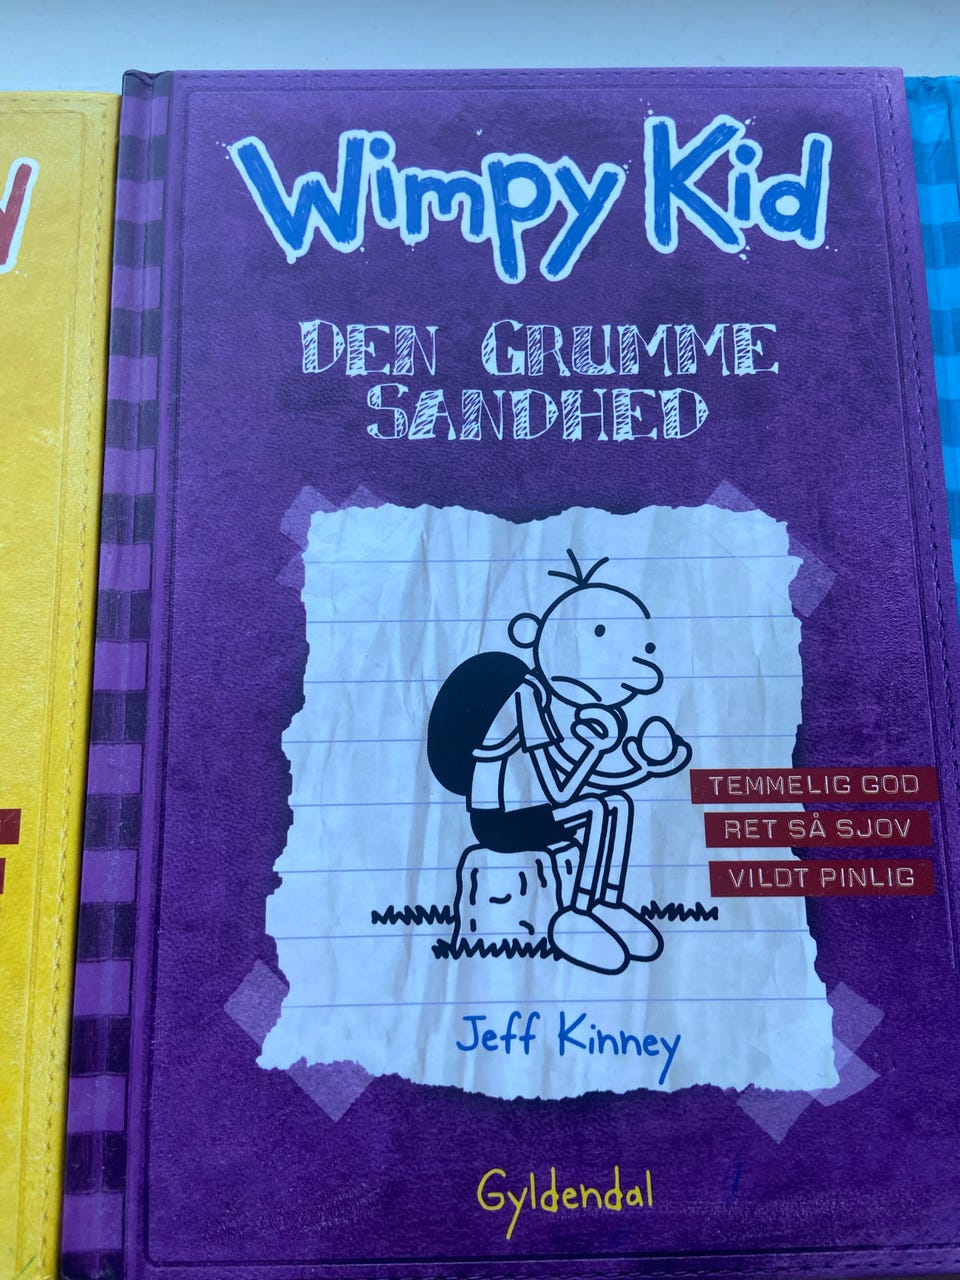 Wimpy Kid
DEN GRUMME
SANDHED
TEMMELIG GOD
RET SÅ SJOV
VILDT PINLIG
Jeff Kinney
Gyldendal